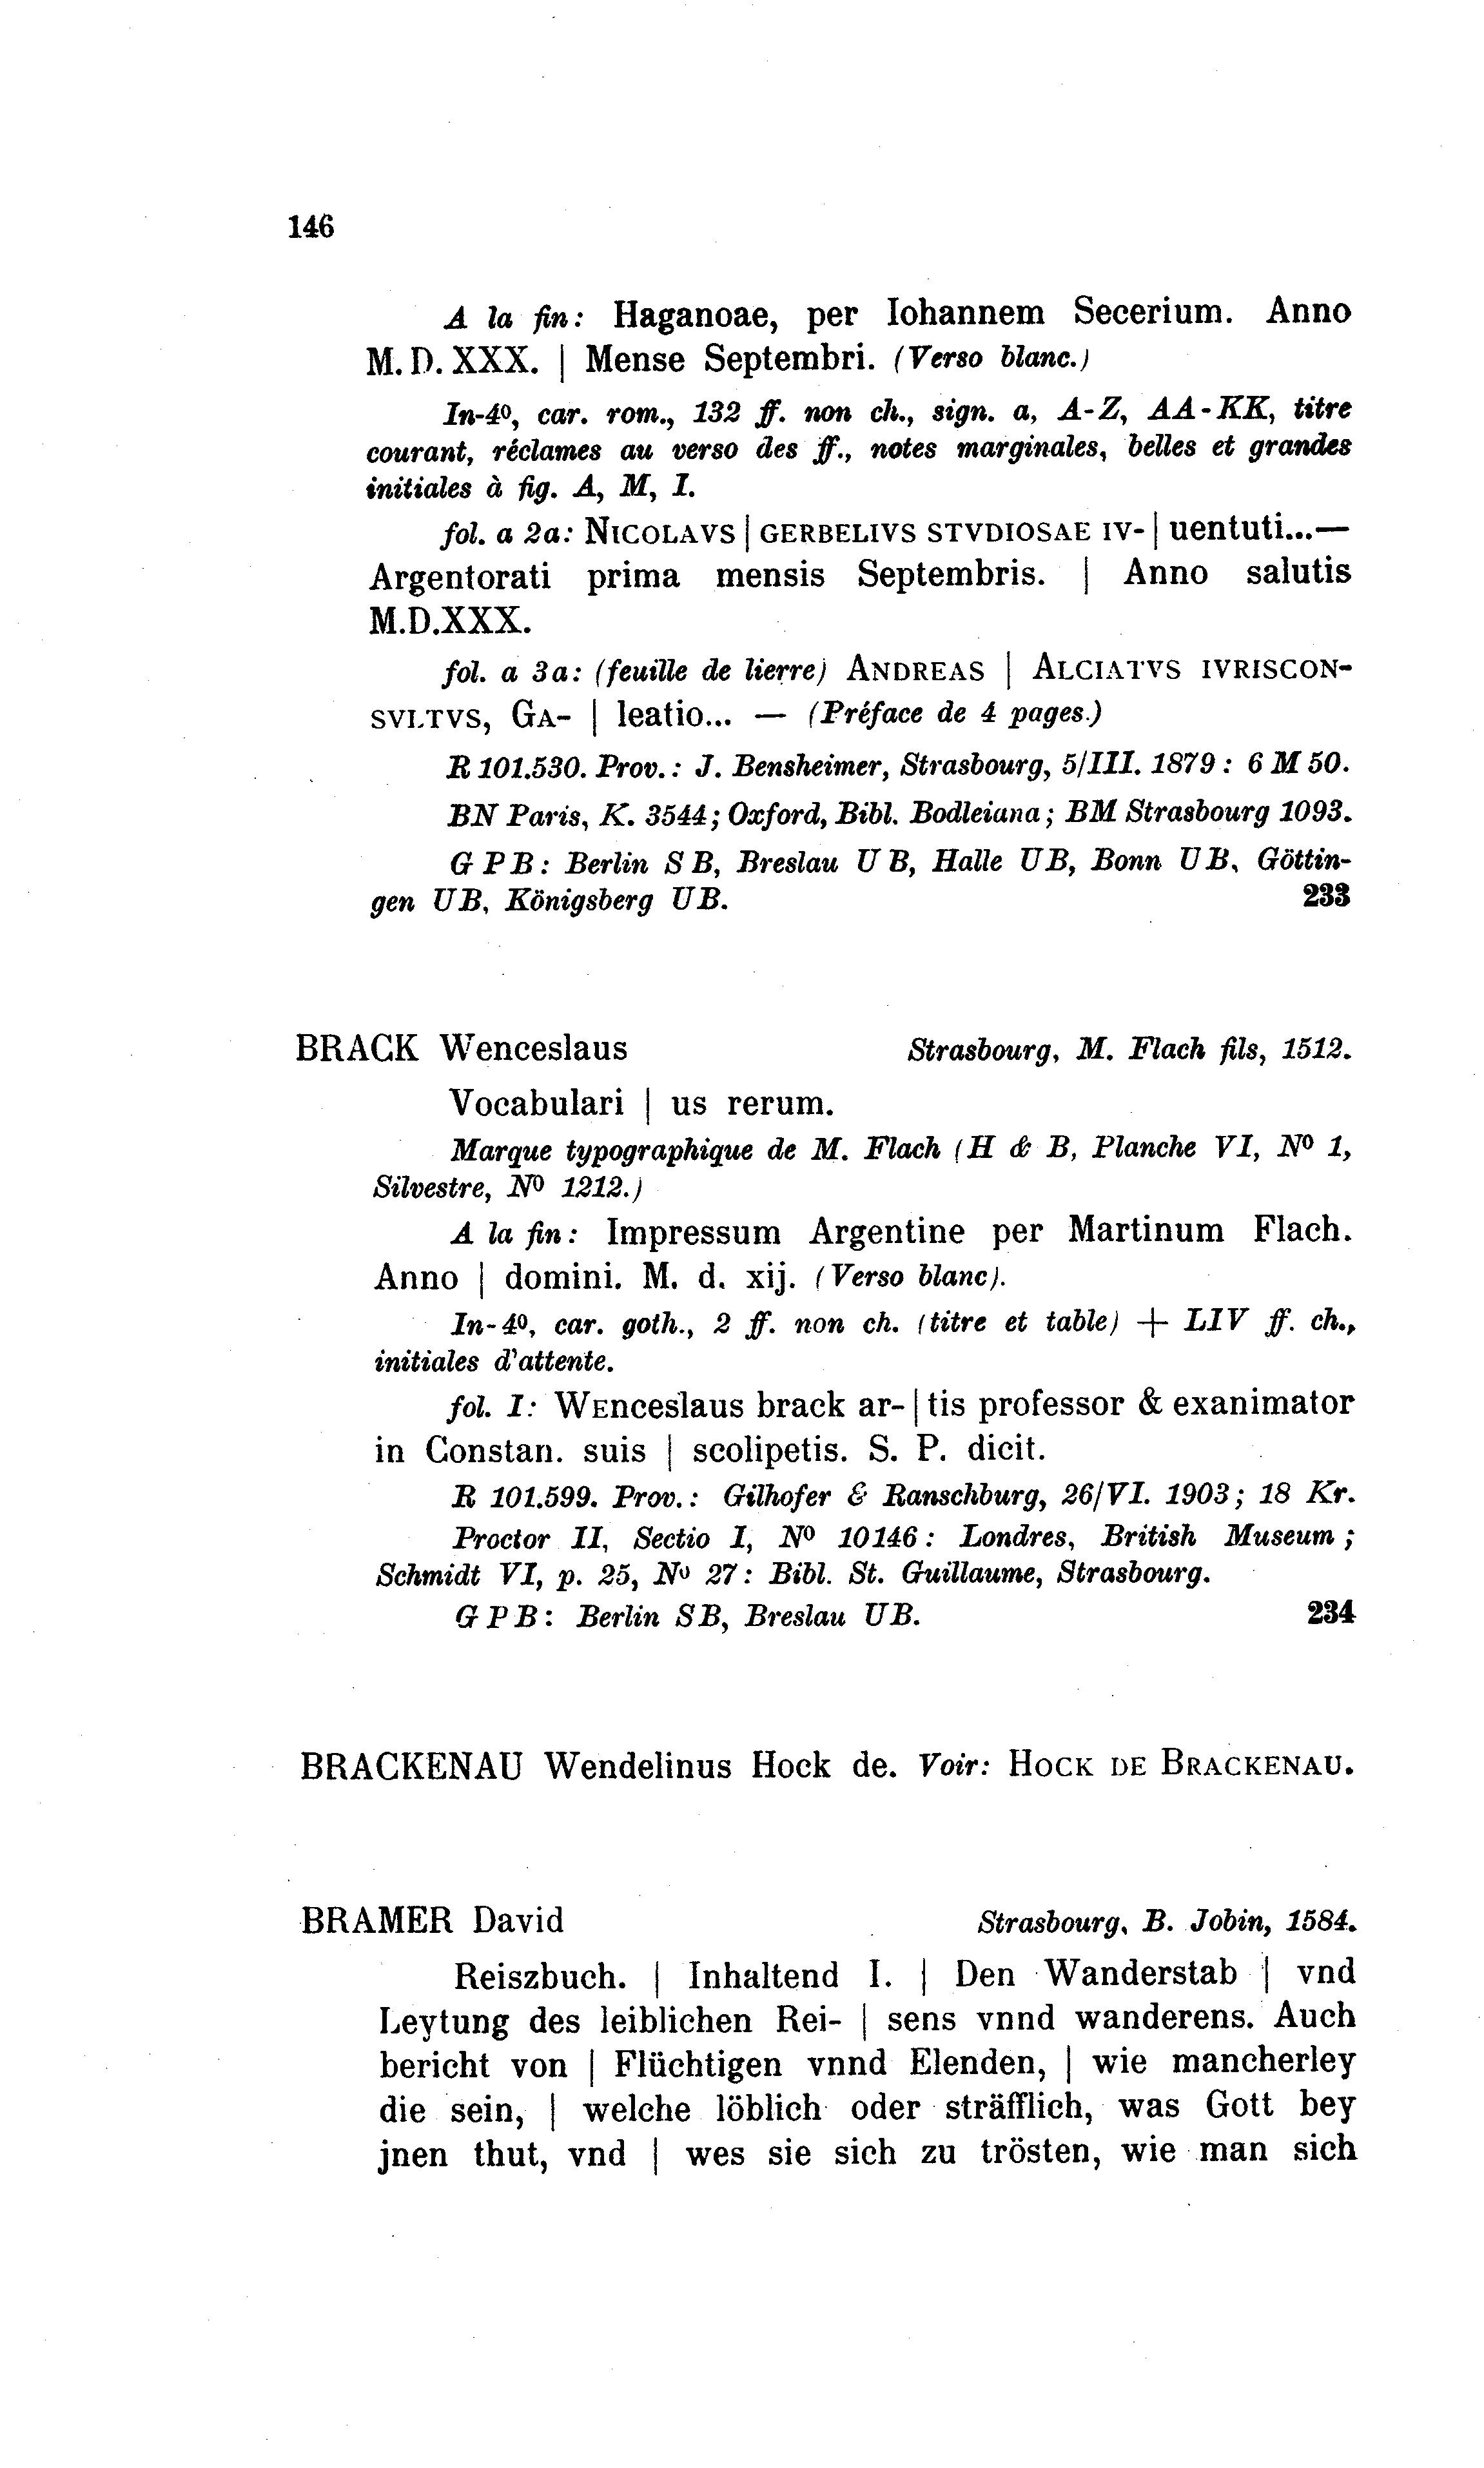 146
A la fin: Haganoae, per Iohannem Secerium. Anno
M. D. XXX. | Mense Septembri. (Verso blanc.)
In-4º, car. rom., 132 ff. non ch., sign. a, A-Z, AA-KK, titre
courant, réclames au verso des ff., notes marginales, belles et grandes
initiales à fig. A, M, I.
fol. a 2a: NICOLAVS | GERBELIVS STVDIOSAE IV- | uentuti...—
Argentorati prima mensis Septembris. | Anno salutis
M.D.XXX.
fol. a 3a: (feuille de lierre) ANDREAS | ALCIATVS IVRISCON-
SVLTVS, GA- | leatio... — (Préface de 4 pages.)
R 101.530. Prov.: J. Bensheimer, Strasbourg, 5/III. 1879: 6 M 50.
BN Paris, K. 3544; Oxford, Bibl. Bodleiana; BM Strasbourg 1093.
G P B: Berlin S B, Breslau U B, Halle UB, Bonn UB, Göttin-
gen UB, Königsberg UB. 233
BRACK Wenceslaus Strasbourg, M. Flach fils, 1512.
Vocabulari | us rerum.
Marque typographique de M. Flach (H & B, Planche VI, Nº 1,
Silvestre, Nº 1212.)
A la fin: Impressum Argentine per Martinum Flach.
Anno | domini. M. d. xij. (Verso blanc).
In-4º, car. goth., 2 ff. non ch. (titre et table) + LIV ff. ch.,
initiales d'attente.
fol. I: WEnceslaus brack ar- | tis professor & exanimator
in Constan. suis | scolipetis. S. P. dicit.
R 101.599. Prov.: Gilhofer & Ranschburg, 26/VI. 1903; 18 Kr.
Proctor II, Sectio I, Nº 10146: Londres, British Museum;
Schmidt VI, p. 25, Nº 27: Bibl. St. Guillaume, Strasbourg.
G P B: Berlin SB, Breslau UB. 234
BRACKENAU Wendelinus Hock de. Voir: HOCK DE BRACKENAU.
BRAMER David Strasbourg, B. Jobin, 1584.
Reiszbuch. | Inhaltend I. | Den Wanderstab | vnd
Leytung des leiblichen Rei- | sens vnnd wanderens. Auch
bericht von | Flüchtigen vnnd Elenden, | wie mancherley
die sein, | welche löblich oder sträfflich, was Gott bey
jnen thut, vnd | wes sie sich zu trösten, wie man sich